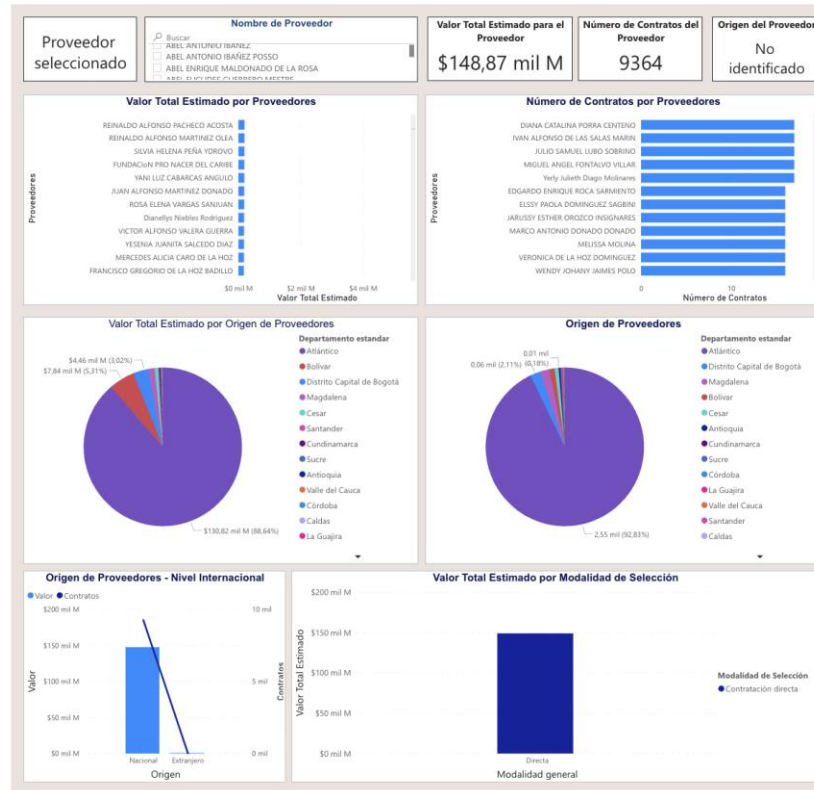 Proveedor
seleccionado
Nombre de Proveedor
Buscar
ABEL ANTONIO IBAÑEZ
ABEL ANTONIO IBAÑEZ POSSO
ABEL ENRIQUE MALDONADO DE LA ROSA
ABEL EUCLIDES GUERRERO MESTRE
Valor Total Estimado para el
Proveedor
$148,87 mil M
Número de Contratos del
Proveedor
9364
Origen del Proveedor
No
identificado
Valor Total Estimado por Proveedores
Proveedores
REINALDO ALFONSO PACHECO ACOSTA
REINALDO ALFONSO MARTINEZ OLEA
SILVIA HELENA PEÑA YDROVO
FUNDACIoN PRO NACER DEL CARIBE
YANI LUZ CABARCAS ANGULO
JUAN ALFONSO MARTINEZ DONADO
ROSA ELENA VARGAS SANJUAN
Dianellys Niebles Rodriguez
VICTOR ALFONSO VALERA GUERRA
YESENIA JUANITA SALCEDO DIAZ
MERCEDES ALICIA CARO DE LA HOZ
FRANCISCO GREGORIO DE LA HOZ BADILLO
$0 mil M $2 mil M $4 mil M
Valor Total Estimado
Número de Contratos por Proveedores
Proveedores
DIANA CATALINA PORRA CENTENO
IVAN ALFONSO DE LAS SALAS MARIN
JULIO SAMUEL LUBO SOBRINO
MIGUEL ANGEL FONTALVO VILLAR
Yerly Julieth Diago Molinares
EDGARDO ENRIQUE ROCA SARMIENTO
ELSSY PAOLA DOMINGUEZ SAGBINI
JARUSSY ESTHER OROZCO INSIGNARES
MARCO ANTONIO DONADO DONADO
MELISSA MOLINA
VERONICA DE LA HOZ DOMINGUEZ
WENDY JOHANY JAIMES POLO
0 10
Número de Contratos
Valor Total Estimado por Origen de Proveedores
$4,46 mil M (3,02%)
$7,84 mil M (5,31%)
$130,82 mil M (88,64%)
Departamento estandar
Atlántico
Bolívar
Distrito Capital de Bogotá
Magdalena
Cesar
Santander
Cundinamarca
Sucre
Antioquia
Valle del Cauca
Córdoba
Caldas
La Guajira
Origen de Proveedores
0,01 mil
(0,18%)
0,06 mil (2,11%)
2,55 mil (92,83%)
Departamento estandar
Atlántico
Distrito Capital de Bogotá
Magdalena
Bolívar
Cesar
Antioquia
Cundinamarca
Sucre
Córdoba
La Guajira
Valle del Cauca
Santander
Caldas
Origen de Proveedores - Nivel Internacional
Valor Contratos
$200 mil M 10 mil
$150 mil M
$100 mil M 5 mil
$50 mil M
$0 mil M 0 mil
Valor
Contratos
Nacional Extranjero
Origen
Valor Total Estimado por Modalidad de Selección
Valor Total Estimado
$200 mil M
$150 mil M
$100 mil M
$50 mil M
$0 mil M
Directa
Modalidad general
Modalidad de Selección
Contratación directa